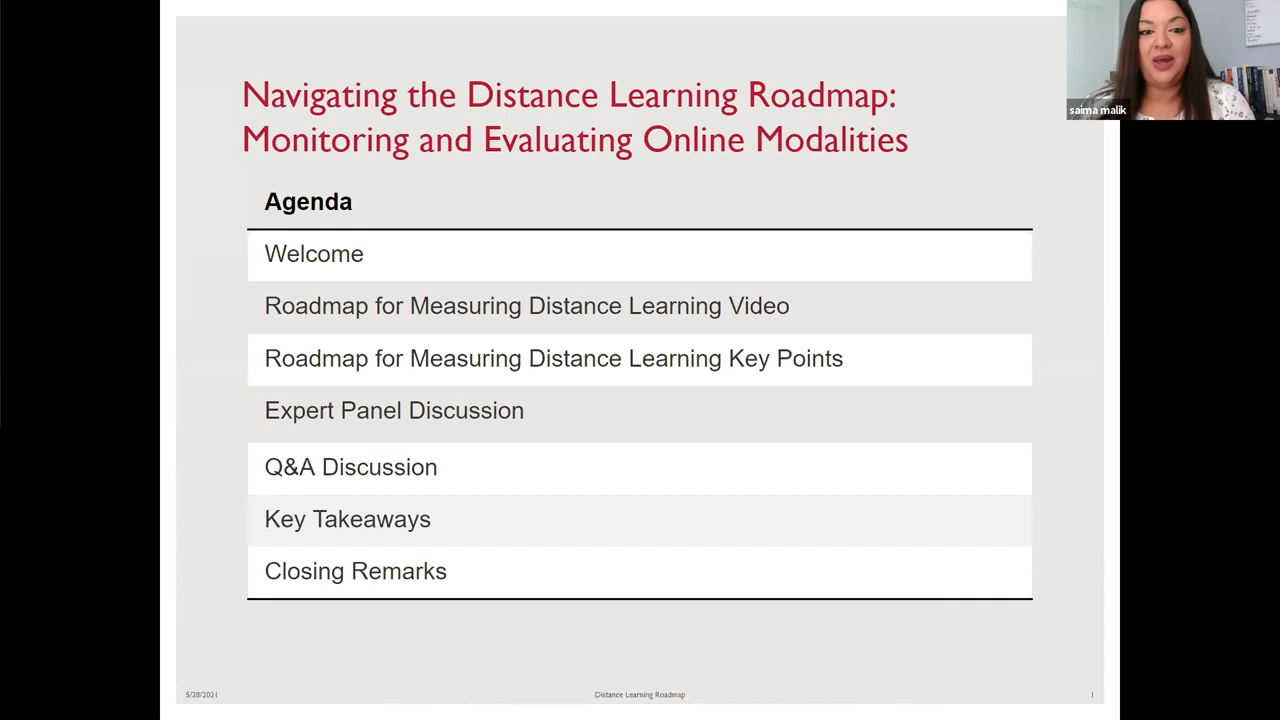 Navigating the Distance Learning Roadmap:
Monitoring and Evaluating Online Modalities
saima malik
Agenda
Welcome
Roadmap for Measuring Distance Learning Video
Roadmap for Measuring Distance Learning Key Points
Expert Panel Discussion
Q&A Discussion
Key Takeaways
Closing Remarks
5/28/2021
Distance Learning Roadmap
1